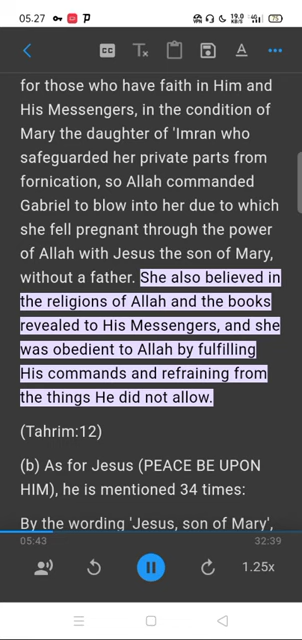 05.27
19.0
KB/S
4G
75
CC
A
for those who have faith in Him and
His Messengers, in the condition of
Mary the daughter of 'Imran who
safeguarded her private parts from
fornication, so Allah commanded
Gabriel to blow into her due to which
she fell pregnant through the power
of Allah with Jesus the son of Mary,
without a father. She also believed in
the religions of Allah and the books
revealed to His Messengers, and she
was obedient to Allah by fulfilling
His commands and refraining from
the things He did not allow.
(Tahrim:12)
(b) As for Jesus (PEACE BE UPON
HIM), he is mentioned 34 times:
By the wording 'Jesus, son of Mary',
05:43
32:39
1.25x